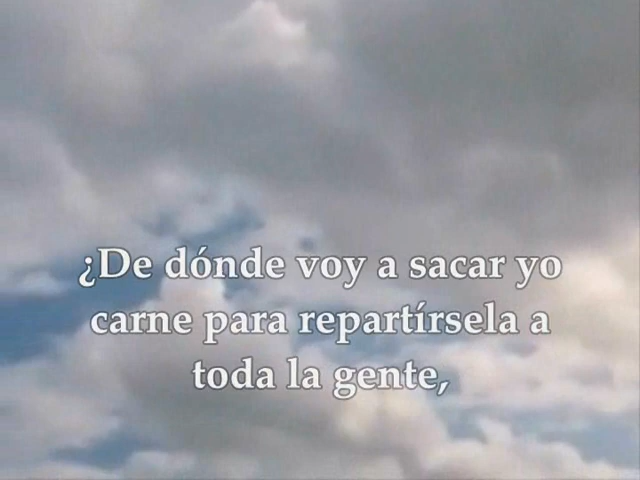 ¿De dónde voy a sacar yo
carne para repartírsela a
toda la gente,